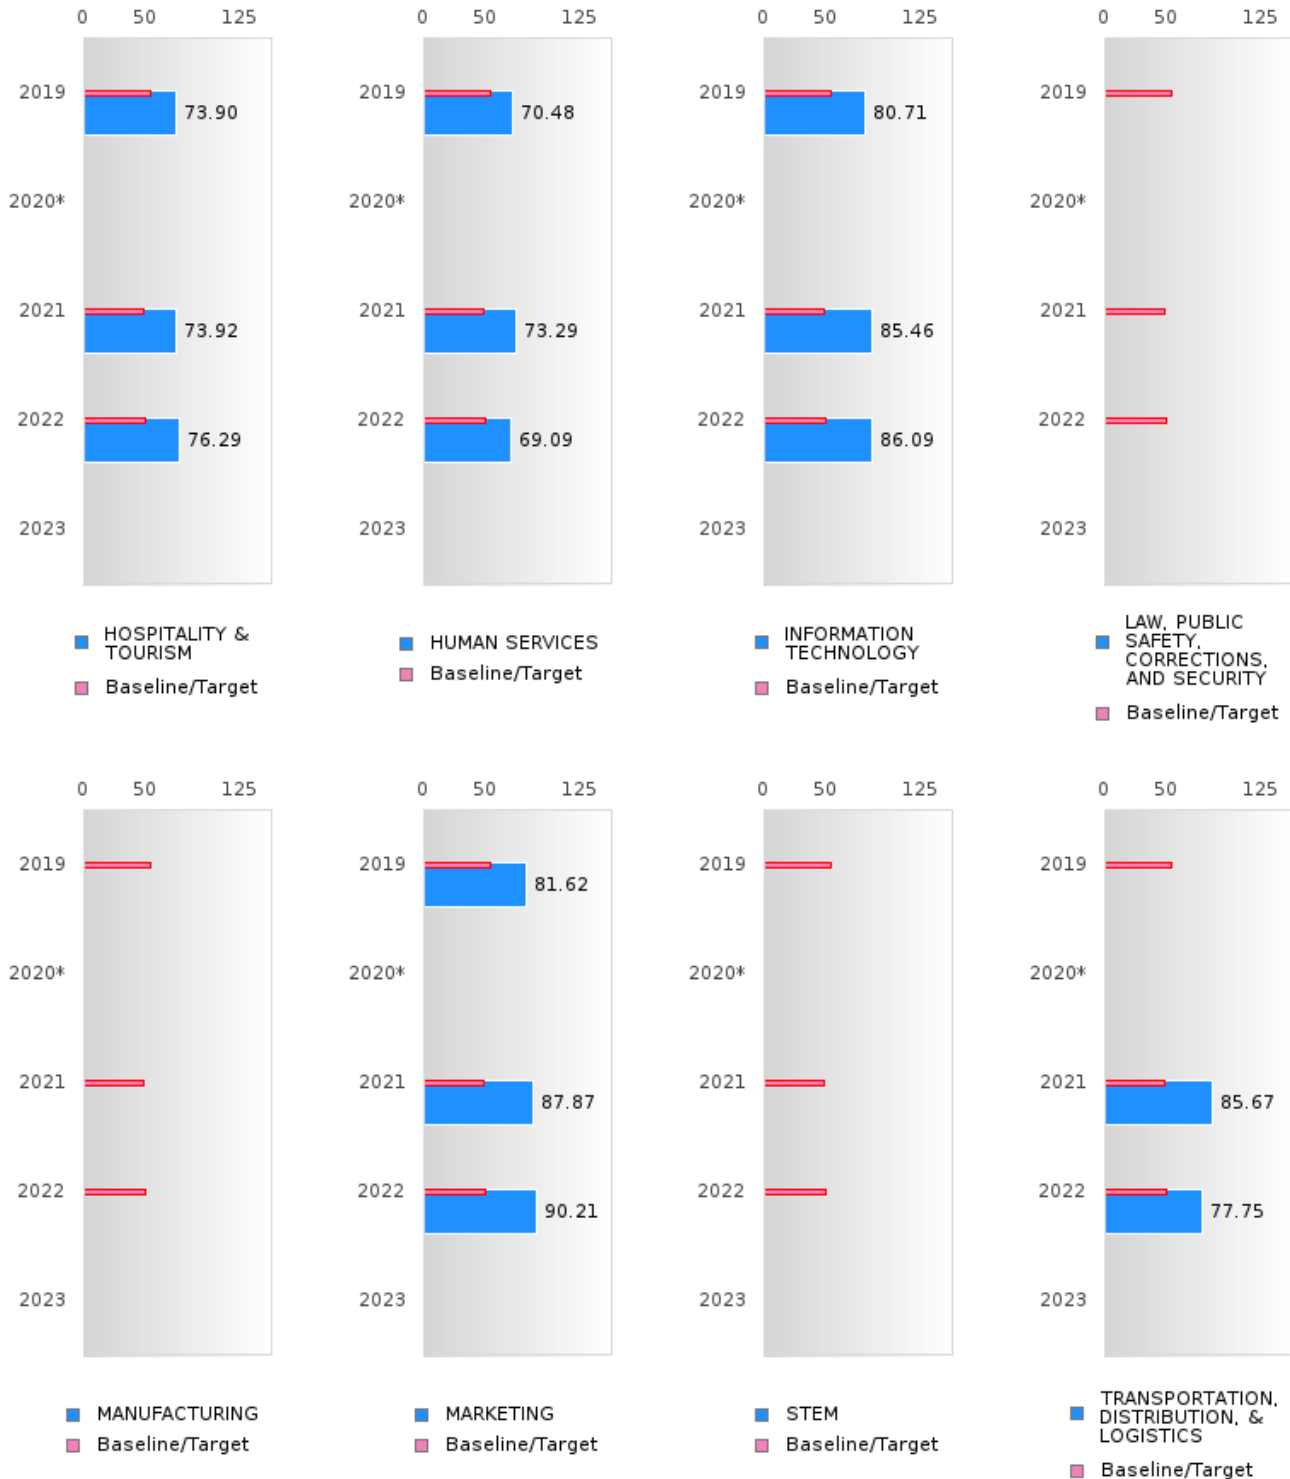 0 50 125 0 50 125 0 50 125 0 50 125
2019 73.90 2019 70.48 2019 80.71 2019
2020* 2020* 2020* 2020*
2021 73.92 2021 73.29 2021 85.46 2021
2022 76.29 2022 69.09 2022 86.09 2022
2023 2023 2023 2023
HOSPITALITY &
TOURISM
Baseline/Target
HUMAN SERVICES
Baseline/Target
INFORMATION
TECHNOLOGY
Baseline/Target
LAW, PUBLIC
SAFETY,
CORRECTIONS,
AND SECURITY
Baseline/Target
0 50 125 0 50 125 0 50 125 0 50 125
2019 2019 81.62 2019 2019
2020* 2020* 2020* 2020*
2021 2021 87.87 2021 2021 85.67
2022 2022 90.21 2022 2022 77.75
2023 2023 2023 2023
MANUFACTURING
Baseline/Target
MARKETING
Baseline/Target
STEM
Baseline/Target
TRANSPORTATION,
DISTRIBUTION, &
LOGISTICS
Baseline/Target